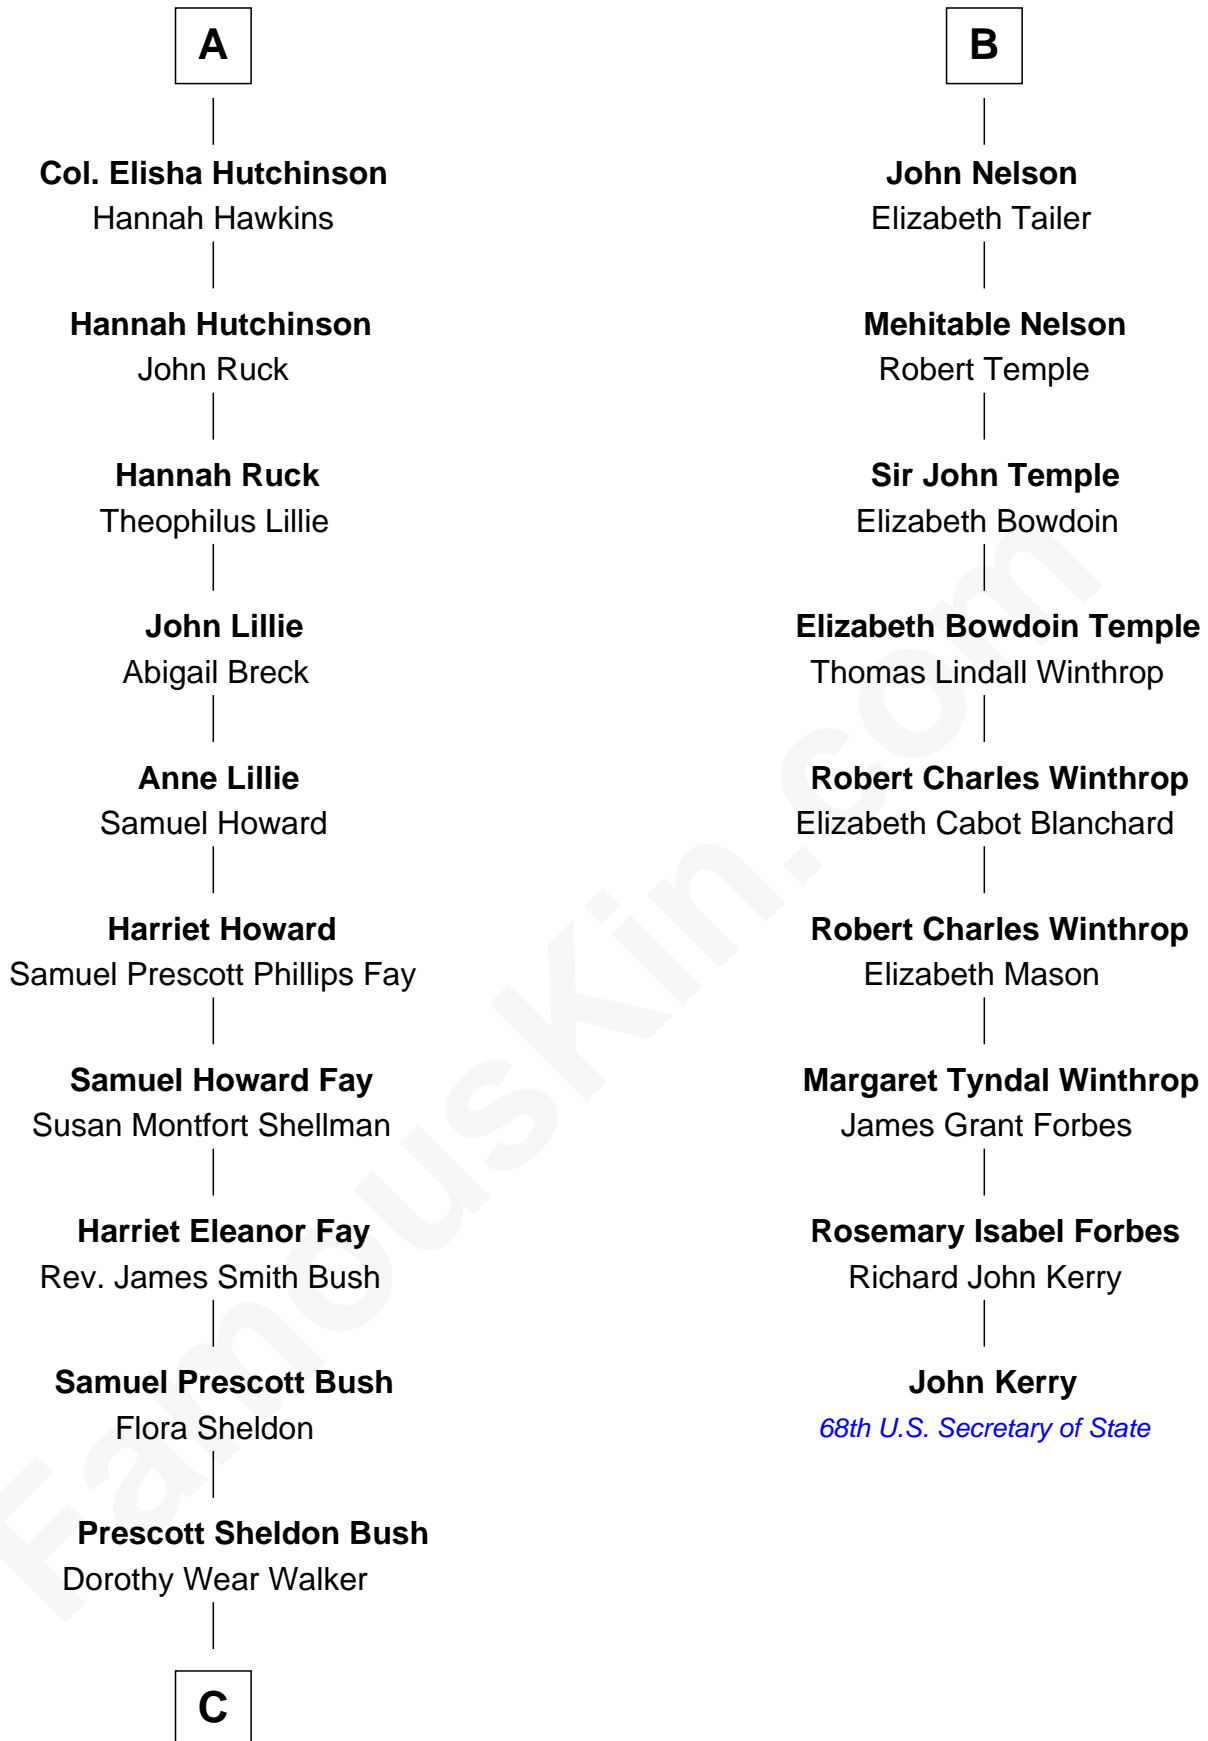 A
Col. Elisha Hutchinson
Hannah Hawkins
Hannah Hutchinson
John Ruck
Hannah Ruck
Theophilus Lillie
John Lillie
Abigail Breck
Anne Lillie
Samuel Howard
Harriet Howard
Samuel Prescott Phillips Fay
Samuel Howard Fay
Susan Montfort Shellman
Harriet Eleanor Fay
Rev. James Smith Bush
Samuel Prescott Bush
Flora Sheldon
Prescott Sheldon Bush
Dorothy Wear Walker
C
B
John Nelson
Elizabeth Tailer
Mehitable Nelson
Robert Temple
Sir John Temple
Elizabeth Bowdoin
Elizabeth Bowdoin Temple
Thomas Lindall Winthrop
Robert Charles Winthrop
Elizabeth Cabot Blanchard
Robert Charles Winthrop
Elizabeth Mason
Margaret Tyndal Winthrop
James Grant Forbes
Rosemary Isabel Forbes
Richard John Kerry
John Kerry
68th U.S. Secretary of State
FamousKin.com